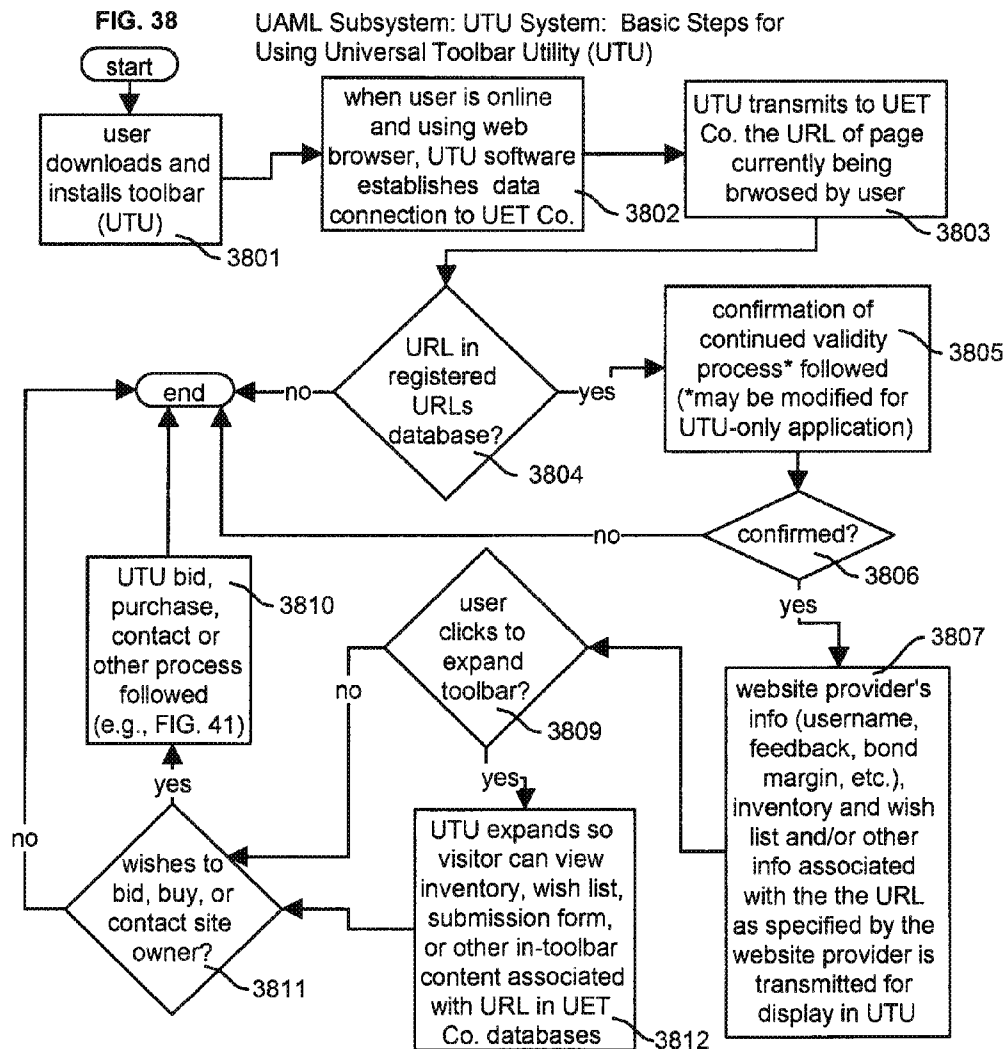 FIG. 38
UAML Subsystem: UTU System: Basic Steps for
Using Universal Toolbar Utility (UTU)
start
user
downloads and
installs toolbar
(UTU)
3801
when user is online
and using web
browser, UTU software
establishes data
connection to UET Co.
3802
UTU transmits to UET
Co. the URL of page
currently being
brwosed by user
3803
URL in
registered
URLs
database?
3804
no
yes
end
confirmation of
continued validity
process* followed
(*may be modified for
UTU-only application)
3805
confirmed?
3806
no
yes
3807
website provider's
info (username,
feedback, bond
margin, etc.),
inventory and wish
list and/or other
info associated
with the the URL
as specified by the
website provider is
transmitted for
display in UTU
user
clicks to
expand
toolbar?
3809
no
yes
UTU expands so
visitor can view
inventory, wish list,
submission form,
or other in-toolbar
content associated
with URL in UET
Co. databases
3812
wishes to
bid, buy, or
contact site
owner?
3811
no
yes
UTU bid,
purchase,
contact or
other process
followed
(e.g., FIG. 41)
3810